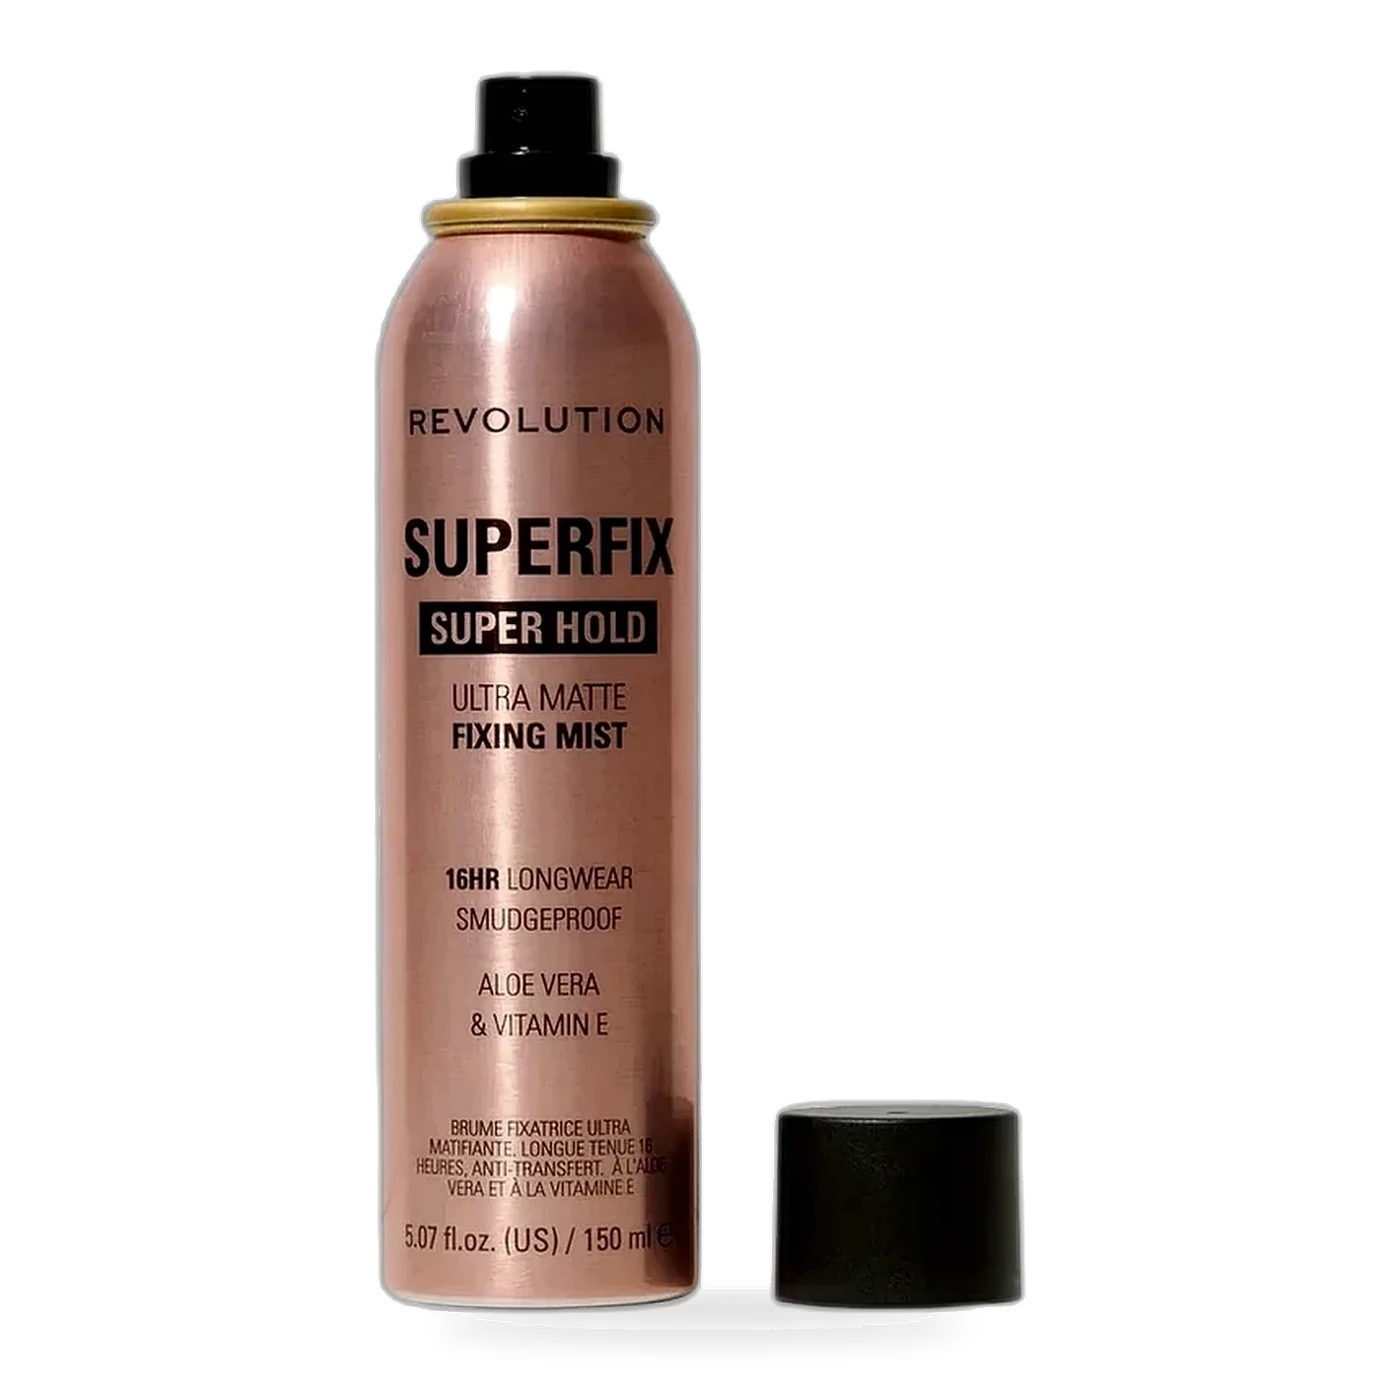 REVOLUTION
SUPERFIX
SUPER HOLD
ULTRA MATTE
FIXING MIST
16HR LONGWEAR
SMUDGEPROOF
ALOE VERA
& VITAMIN E
BRUME FIXATRICE ULTRA
MATIFIANTE. LONGUE TENUE 16
HEURES, ANTI-TRANSFERT. À L'ALOE
VERA ET À LA VITAMINE E
5.07 fl.oz. (US) / 150 ml ℮